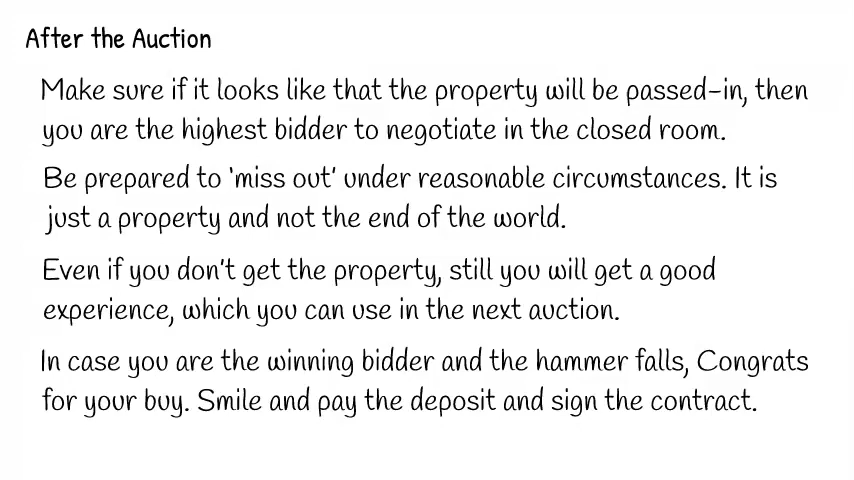 After the Auction
Make sure if it looks like that the property will be passed-in, then
you are the highest bidder to negotiate in the closed room.
Be prepared to 'miss out' under reasonable circumstances. It is
just a property and not the end of the world.
Even if you don't get the property, still you will get a good
experience, which you can use in the next auction.
In case you are the winning bidder and the hammer falls, Congrats
for your buy. Smile and pay the deposit and sign the contract.